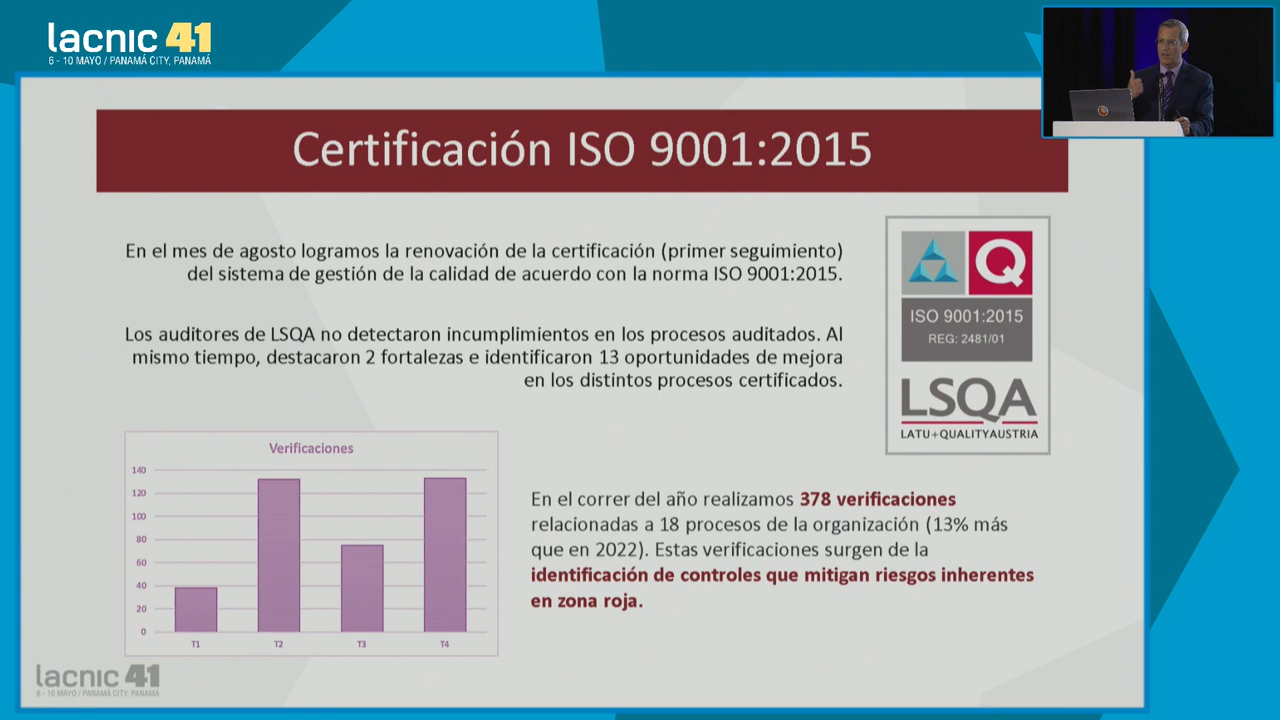 lacnic 41
6 - 10 MAYO / PANAMÁ CITY, PANAMÁ
Certificación ISO 9001:2015
En el mes de agosto logramos la renovación de la certificación (primer seguimiento)
del sistema de gestión de la calidad de acuerdo con la norma ISO 9001:2015.
Los auditores de LSQA no detectaron incumplimientos en los procesos auditados. Al
mismo tiempo, destacaron 2 fortalezas e identificaron 13 oportunidades de mejora
en los distintos procesos certificados.
Q
ISO 9001:2015
REG: 2481/01
LSQA
LATU+QUALITYAUSTRIA
Verificaciones
140
120
100
80
60
40
20
0
T1 T2 T3 T4
En el correr del año realizamos 378 verificaciones
relacionadas a 18 procesos de la organización (13% más
que en 2022). Estas verificaciones surgen de la
identificación de controles que mitigan riesgos inherentes
en zona roja.
lacnic 41
6 - 10 MAYO / PANAMÁ CITY, PANAMÁ